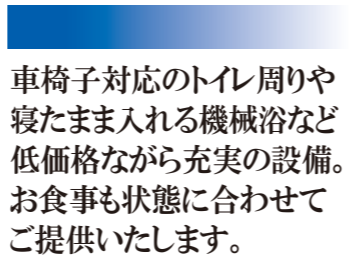 車椅子対応のトイレ周りや
寝たまま入れる機械浴など
低価格ながら充実の設備。
お食事も状態に合わせて
ご提供いたします。